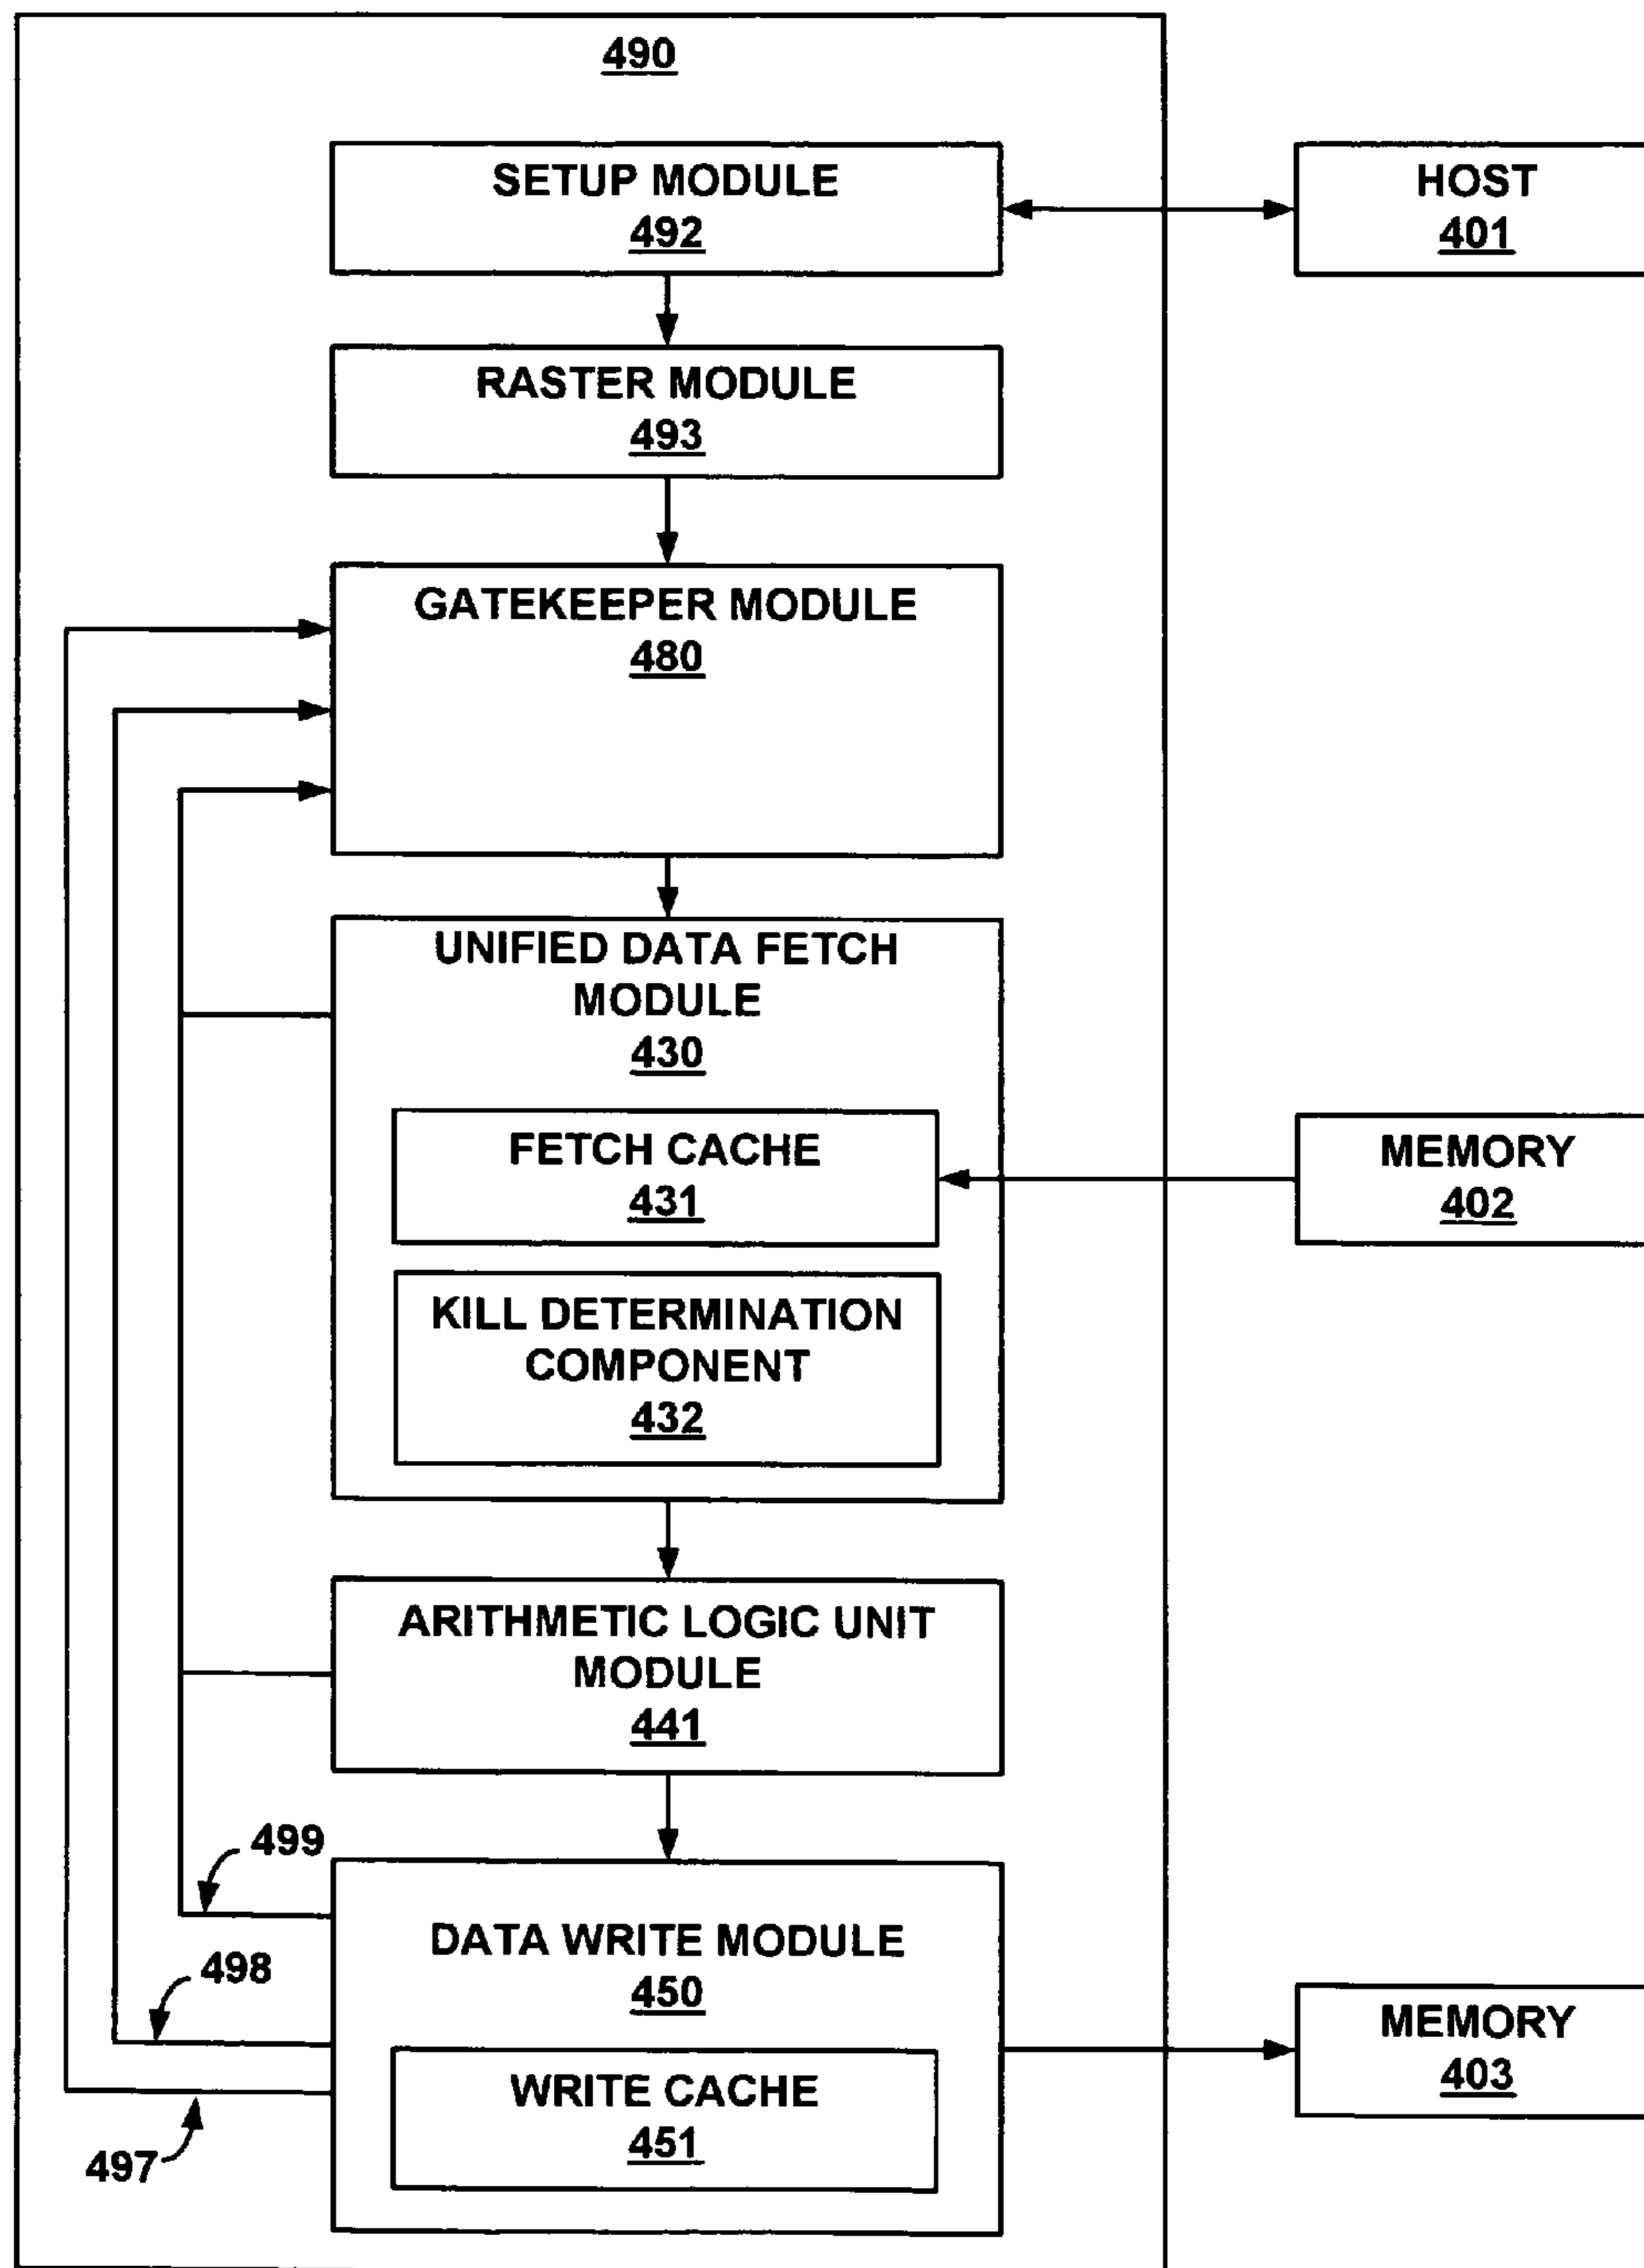 490
SETUP MODULE
492
HOST
401
RASTER MODULE
493
GATEKEEPER MODULE
480
UNIFIED DATA FETCH
MODULE
430
FETCH CACHE
431
MEMORY
402
KILL DETERMINATION
COMPONENT
432
ARITHMETIC LOGIC UNIT
MODULE
441
499
DATA WRITE MODULE
450
498
WRITE CACHE
451
MEMORY
403
497